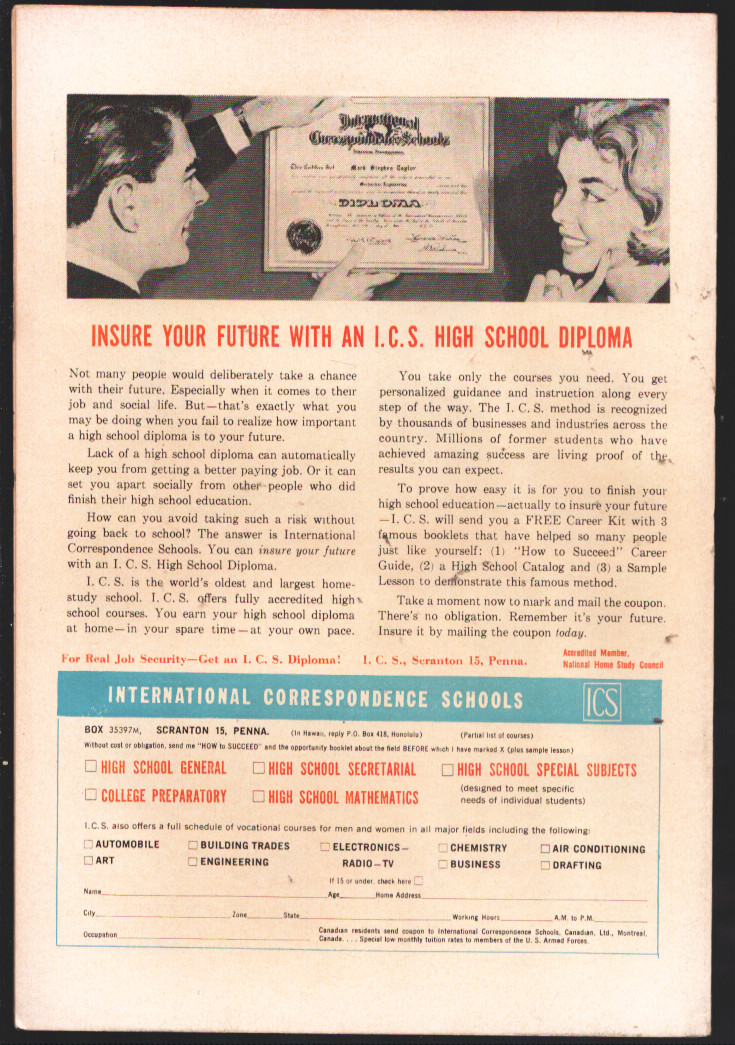 International
Correspondence Schools
Scranton, Pennsylvania
This Certifies that Mark Stephen Taylor
Mechanical Engineering
DIPLOMA
INSURE YOUR FUTURE WITH AN I.C.S. HIGH SCHOOL DIPLOMA
Not many people would deliberately take a chance
with their future. Especially when it comes to their
job and social life. But—that's exactly what you
may be doing when you fail to realize how important
a high school diploma is to your future.
Lack of a high school diploma can automatically
keep you from getting a better paying job. Or it can
set you apart socially from other people who did
finish their high school education.
How can you avoid taking such a risk without
going back to school? The answer is International
Correspondence Schools. You can insure your future
with an I. C. S. High School Diploma.
I. C. S. is the world's oldest and largest home-
study school. I. C. S. offers fully accredited high
school courses. You earn your high school diploma
at home—in your spare time—at your own pace.
You take only the courses you need. You get
personalized guidance and instruction along every
step of the way. The I. C. S. method is recognized
by thousands of businesses and industries across the
country. Millions of former students who have
achieved amazing success are living proof of the
results you can expect.
To prove how easy it is for you to finish your
high school education—actually to insure your future
—I. C. S. will send you a FREE Career Kit with 3
famous booklets that have helped so many people
just like yourself: (1) "How to Succeed" Career
Guide, (2) a High School Catalog and (3) a Sample
Lesson to demonstrate this famous method.
Take a moment now to mark and mail the coupon.
There's no obligation. Remember it's your future.
Insure it by mailing the coupon today.
For Real Job Security—Get an I. C. S. Diploma! I. C. S., Scranton 15, Penna.
Accredited Member,
National Home Study Council
INTERNATIONAL CORRESPONDENCE SCHOOLS ICS
BOX 35397M, SCRANTON 15, PENNA. (In Hawaii, reply P.O. Box 418, Honolulu) (Partial list of courses)
Without cost or obligation, send me "HOW to SUCCEED" and the opportunity booklet about the field BEFORE which I have marked X (plus sample lesson)
HIGH SCHOOL GENERAL HIGH SCHOOL SECRETARIAL HIGH SCHOOL SPECIAL SUBJECTS
COLLEGE PREPARATORY HIGH SCHOOL MATHEMATICS
(designed to meet specific
needs of individual students)
I.C.S. also offers a full schedule of vocational courses for men and women in all major fields including the following:
AUTOMOBILE BUILDING TRADES ELECTRONICS— CHEMISTRY AIR CONDITIONING
ART ENGINEERING RADIO—TV BUSINESS DRAFTING
If 15 or under, check here
Name Age Home Address
City Zone State Working Hours A.M. to P.M.
Occupation
Canadian residents send coupon to International Correspondence Schools, Canadian, Ltd., Montreal,
Canada. . . . Special low monthly tuition rates to members of the U. S. Armed Forces.